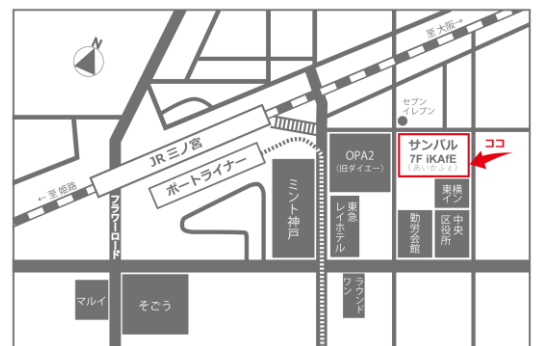 N
至 大阪→
セブン
イレブン
サンパル
7F iKAfE
(あいかふぇ)
ココ
JR 三ノ宮
ポートライナー
OPA2
(旧ダイエー)
← 至 姫路
フラワーロード
ミント神戸
東急
レイホテル
東横
イン
勤労会館
中央
区役所
マルイ
そごう
ラウンド
ワン